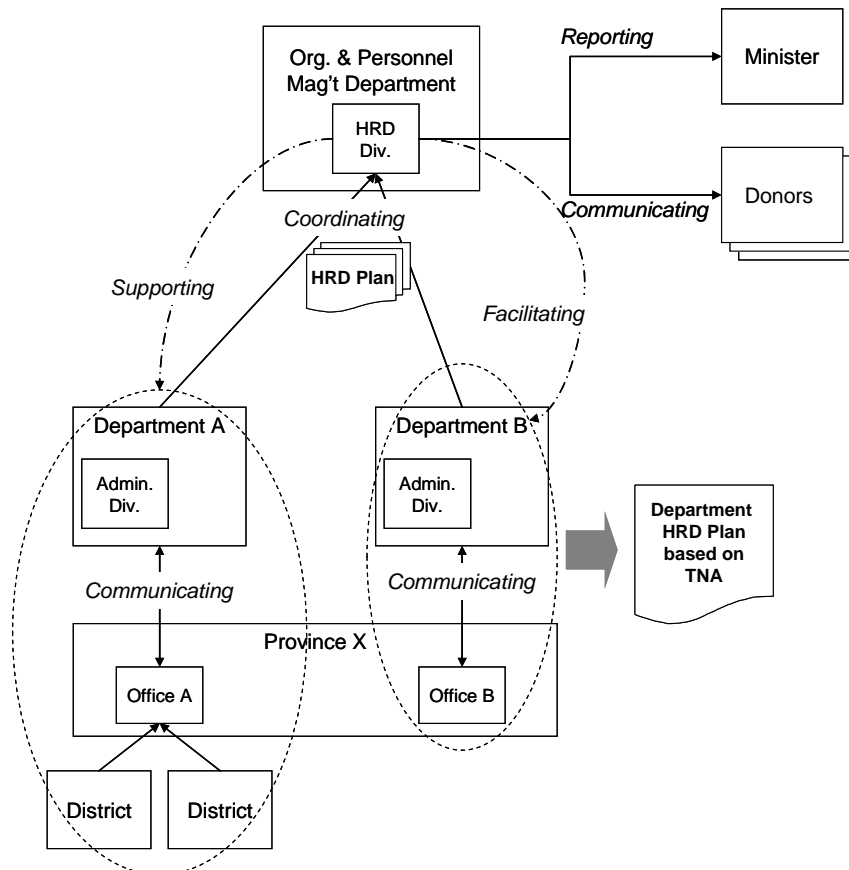 Org. & Personnel
Mag't Department
HRD
Div.
Reporting
Minister
Communicating
Donors
Coordinating
HRD Plan
Supporting
Facilitating
Department A
Admin.
Div.
Department B
Admin.
Div.
Department
HRD Plan
based on
TNA
Communicating
Communicating
Province X
Office A
Office B
District
District